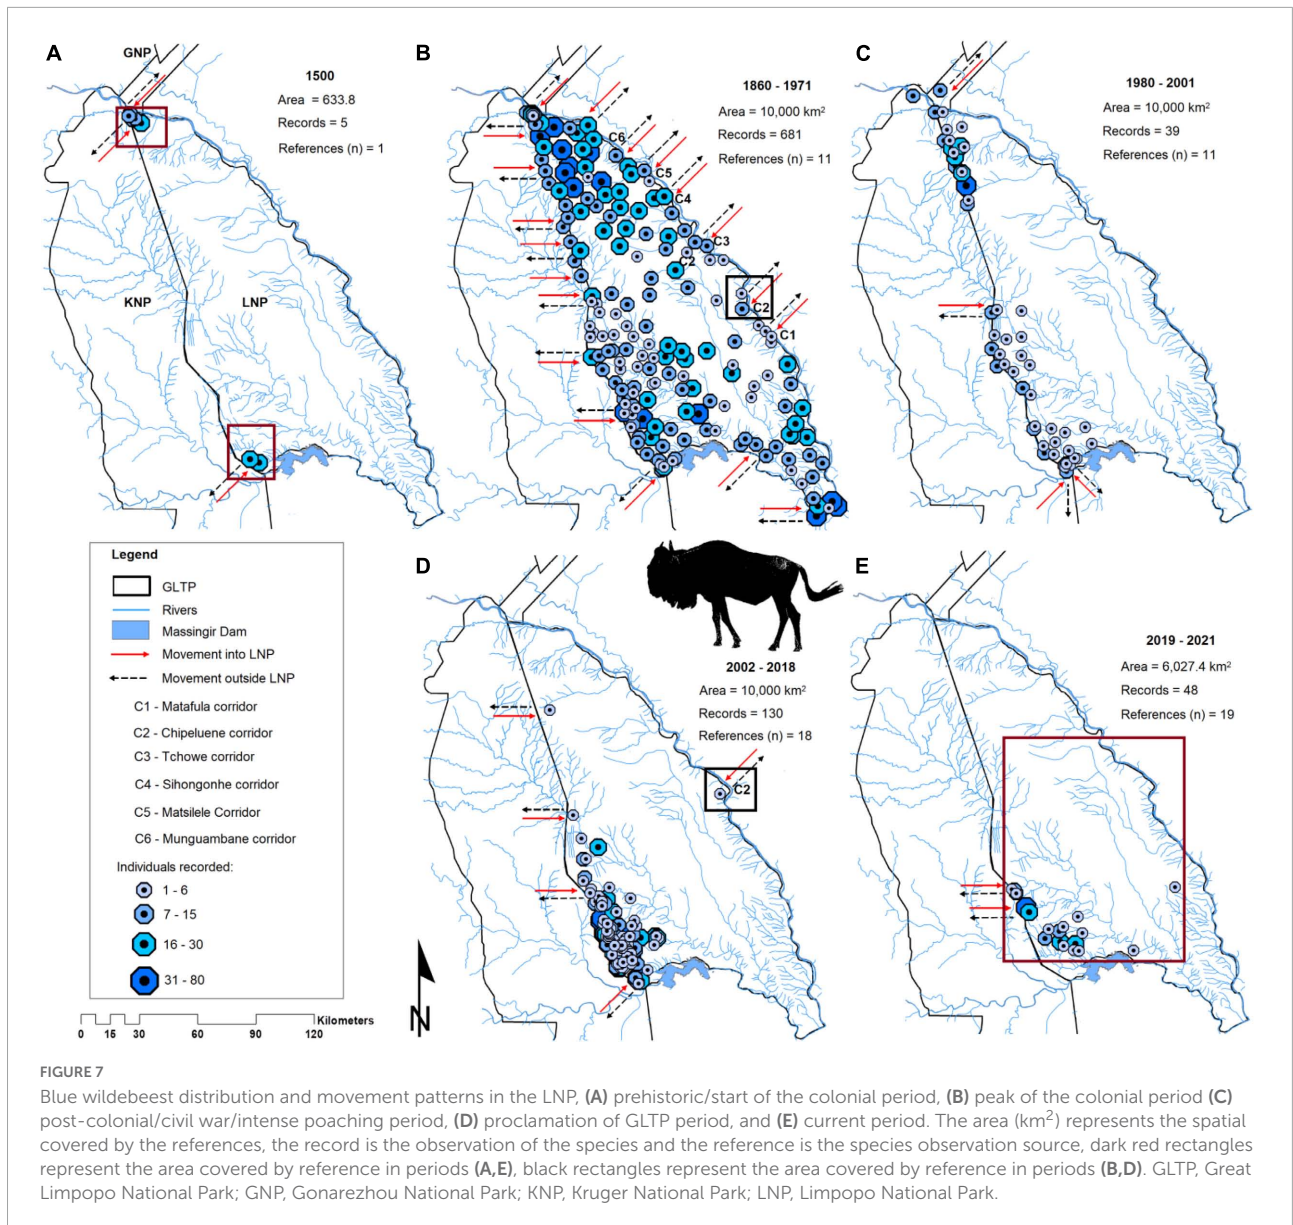 A
GNP
1500
Area = 633.8
Records = 5
References (n) = 1
KNP
LNP
B
1860 - 1971
Area = 10,000 km²
Records = 681
References (n) = 11
C6
C5
C4
C3
C2
C2
C1
C
1980 - 2001
Area = 10,000 km²
Records = 39
References (n) = 11
Legend
GLTP
Rivers
Massingir Dam
Movement into LNP
Movement outside LNP
C1 - Matafula corridor
C2 - Chipeluene corridor
C3 - Tchowe corridor
C4 - Sihongonhe corridor
C5 - Matsilele Corridor
C6 - Munguambane corridor
Individuals recorded:
1 - 6
7 - 15
16 - 30
31 - 80
Kilometers
0 16 30 60 90 120
N
D
2002 - 2018
Area = 10,000 km²
Records = 130
References (n) = 18
C2
E
2019 - 2021
Area = 6,027.4 km²
Records = 48
References (n) = 19
FIGURE 7
Blue wildebeest distribution and movement patterns in the LNP, (A) prehistoric/start of the colonial period, (B) peak of the colonial period (C)
post-colonial/civil war/intense poaching period, (D) proclamation of GLTP period, and (E) current period. The area (km²) represents the spatial
covered by the references, the record is the observation of the species and the reference is the species observation source, dark red rectangles
represent the area covered by reference in periods (A,E), black rectangles represent the area covered by reference in periods (B,D). GLTP, Great
Limpopo National Park; GNP, Gonarezhou National Park; KNP, Kruger National Park; LNP, Limpopo National Park.